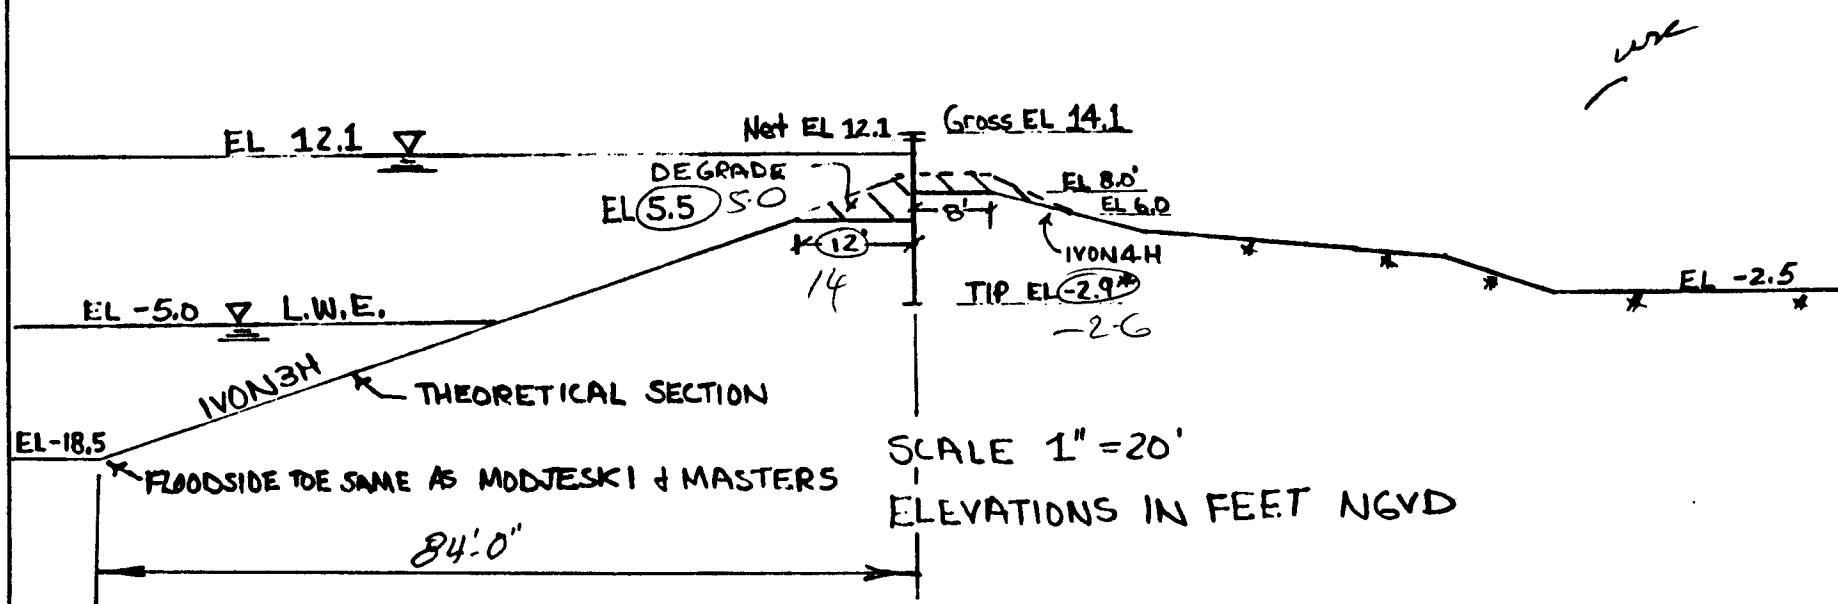 use
EL 12.1
Net EL 12.1
Gross EL 14.1
DEGRADE
EL 5.5 5.0
EL 8.0'
EL 6.0
8'
12'
14
1VON4H
TIP EL -2.9*
-2.6
EL -2.5
EL -5.0 L.W.E.
1VON3H
THEORETICAL SECTION
EL-18.5
FLOODSIDE TOE SAME AS MODJESKI & MASTERS
SCALE 1" = 20'
ELEVATIONS IN FEET NGVD
84'-0"